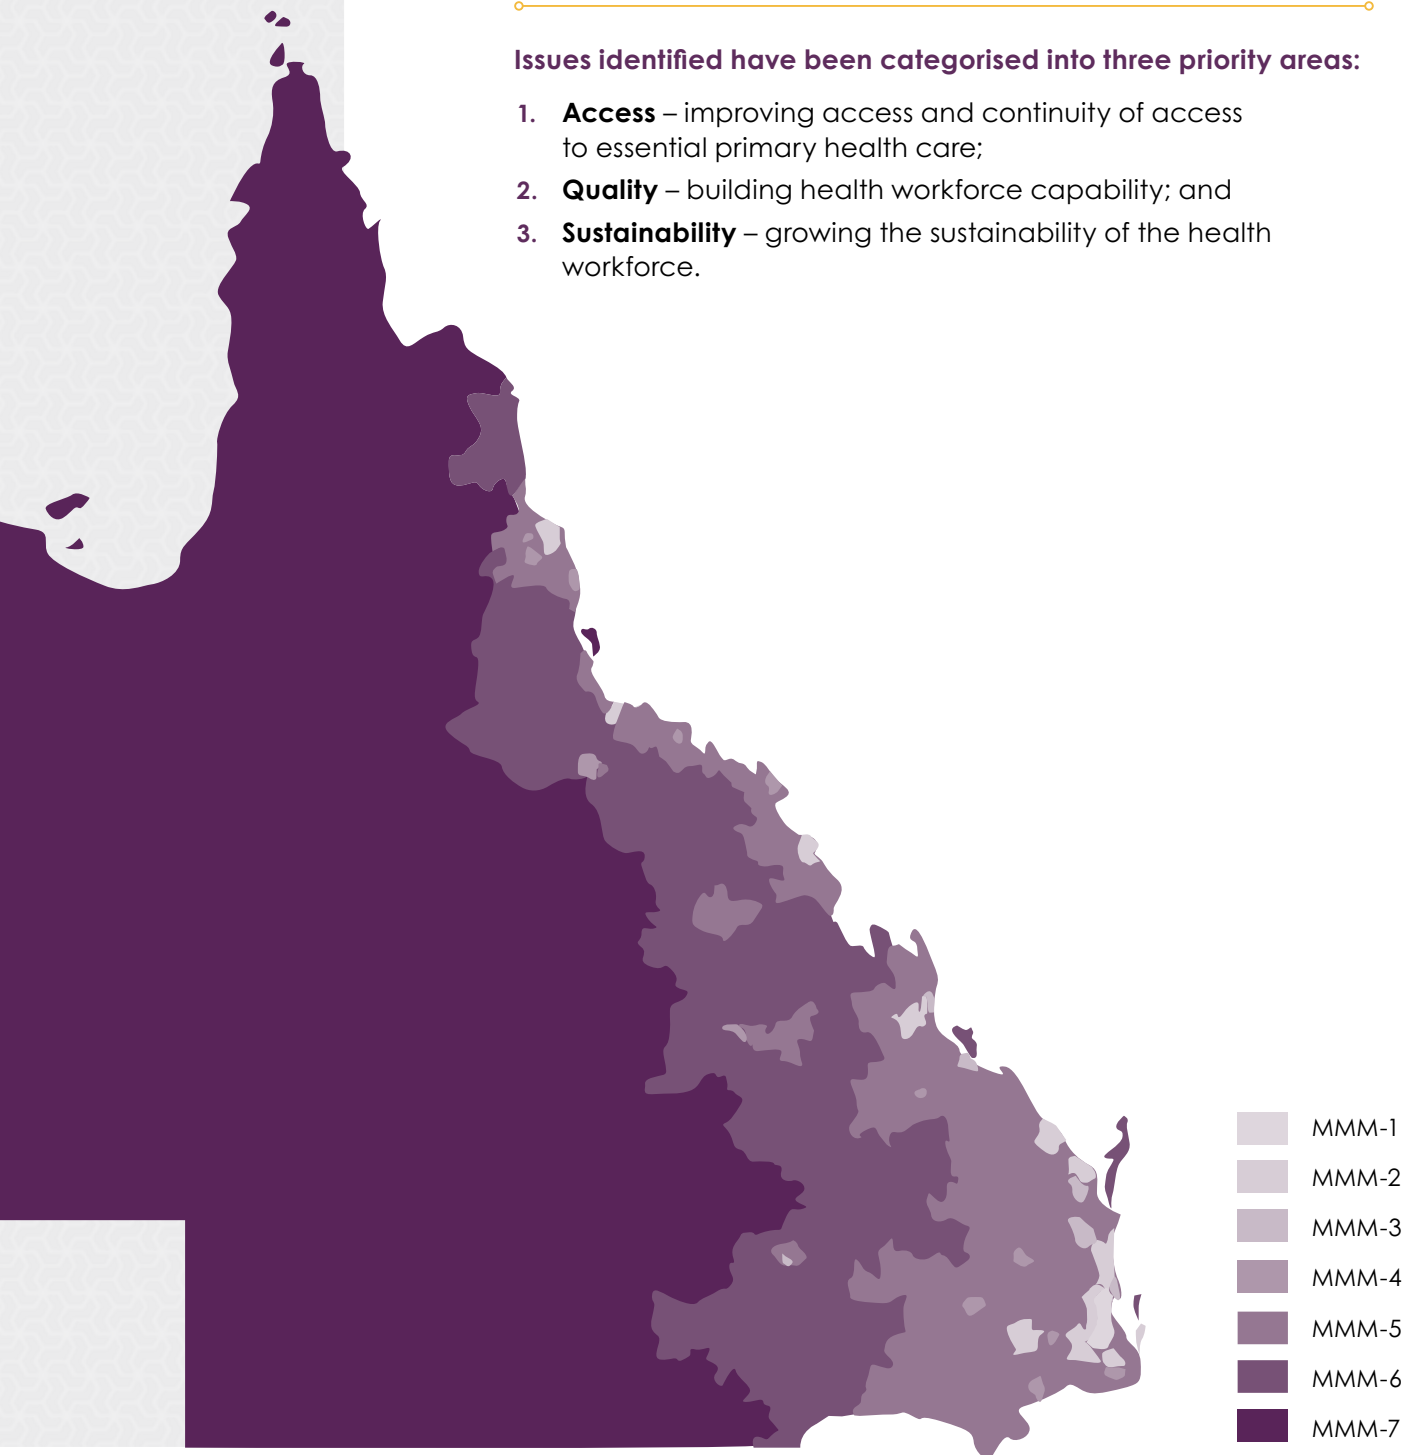 Issues identified have been categorised into three priority areas:
1. Access – improving access and continuity of access
to essential primary health care;
2. Quality – building health workforce capability; and
3. Sustainability – growing the sustainability of the health
workforce.
MMM-1
MMM-2
MMM-3
MMM-4
MMM-5
MMM-6
MMM-7